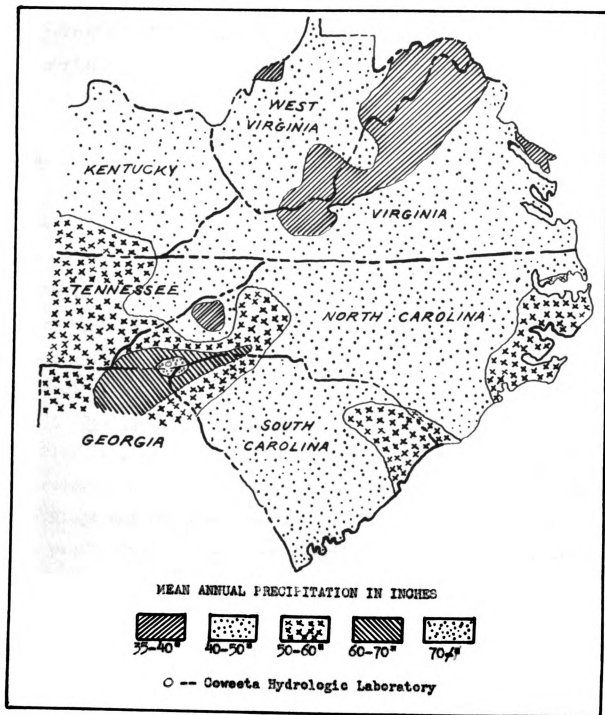 WEST
VIRGINIA
KENTUCKY
VIRGINIA
TENNESSEE
NORTH CAROLINA
GEORGIA
SOUTH
CAROLINA
MEAN ANNUAL PRECIPITATION IN INCHES
35-40" 40-50" 50-60" 60-70" 70+"
O -- Coweeta Hydrologic Laboratory